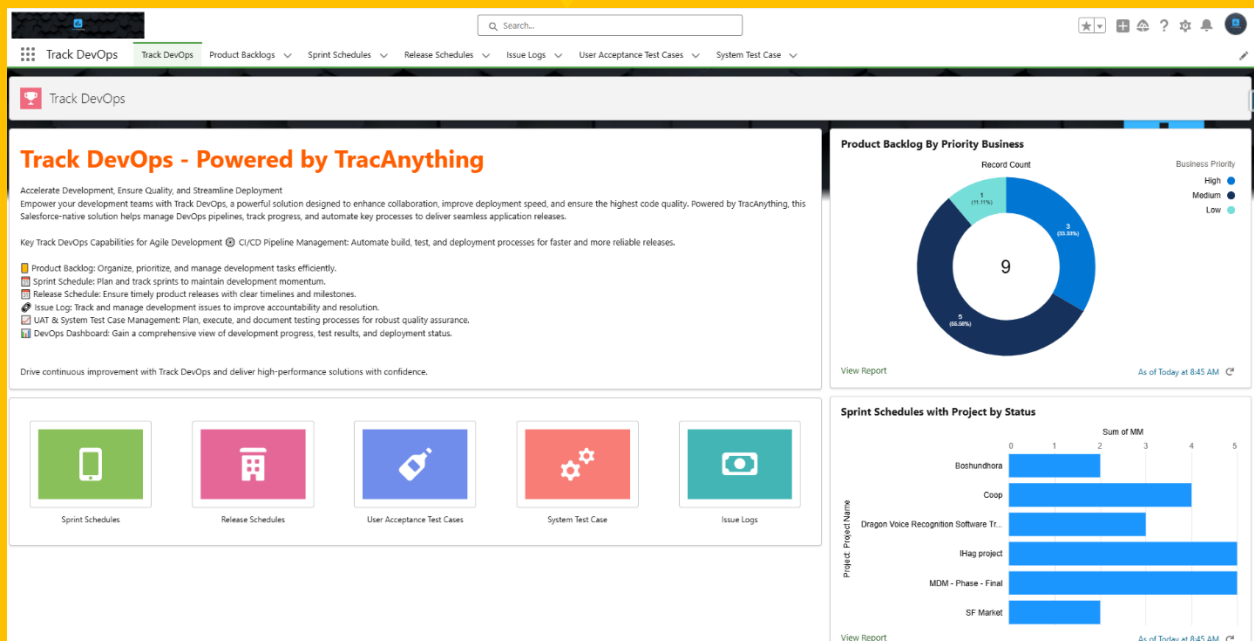 Search...
Track DevOps
Track DevOps
Product Backlogs
Sprint Schedules
Release Schedules
Issue Logs
User Acceptance Test Cases
System Test Case
Track DevOps
Track DevOps - Powered by TracAnything
Accelerate Development, Ensure Quality, and Streamline Deployment
Empower your development teams with Track DevOps, a powerful solution designed to enhance collaboration, improve deployment speed, and ensure the highest code quality. Powered by TracAnything, this
Salesforce-native solution helps manage DevOps pipelines, track progress, and automate key processes to deliver seamless application releases.
Key Track DevOps Capabilities for Agile Development ⚙ CI/CD Pipeline Management: Automate build, test, and deployment processes for faster and more reliable releases.
Product Backlog: Organize, prioritize, and manage development tasks efficiently.
Sprint Schedule: Plan and track sprints to maintain development momentum.
Release Schedule: Ensure timely product releases with clear timelines and milestones.
Issue Log: Track and manage development issues to improve accountability and resolution.
UAT & System Test Case Management: Plan, execute, and document testing processes for robust quality assurance.
DevOps Dashboard: Gain a comprehensive view of development progress, test results, and deployment status.
Drive continuous improvement with Track DevOps and deliver high-performance solutions with confidence.
Sprint Schedules
Release Schedules
User Acceptance Test Cases
System Test Case
Issue Logs
Product Backlog By Priority Business
Record Count
Business Priority
High
Medium
Low
1
(11.11%)
3
(33.33%)
9
5
(55.56%)
View Report
As of Today at 8:45 AM
Sprint Schedules with Project by Status
Sum of MM
0 1 2 3 4 5
Project: Project Name
Boshundhora
Coop
Dragon Voice Recognition Software Tr...
IHag project
MDM - Phase - Final
SF Market
View Report
As of Today at 8:45 AM